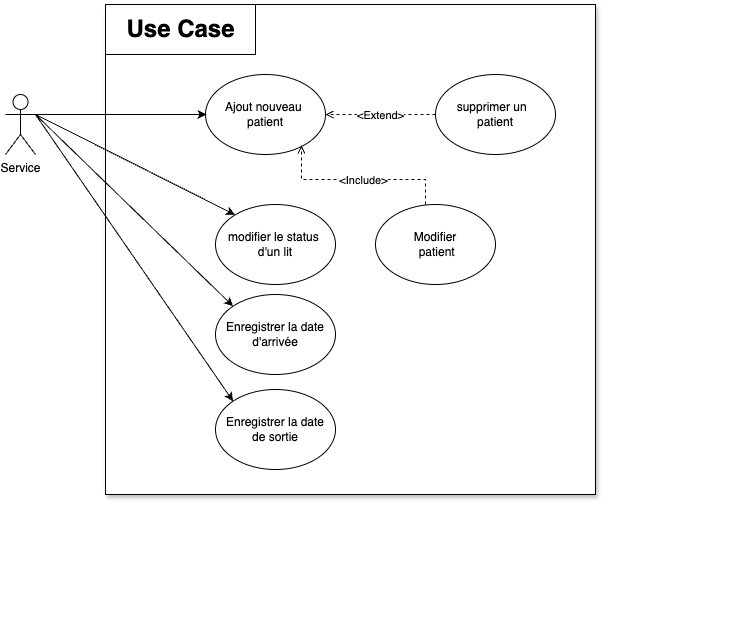 Use Case
Ajout nouveau
patient
<Extend>
supprimer un
patient
Service
<Include>
modifier le status
d'un lit
Modifier
patient
Enregistrer la date
d'arrivée
Enregistrer la date
de sortie